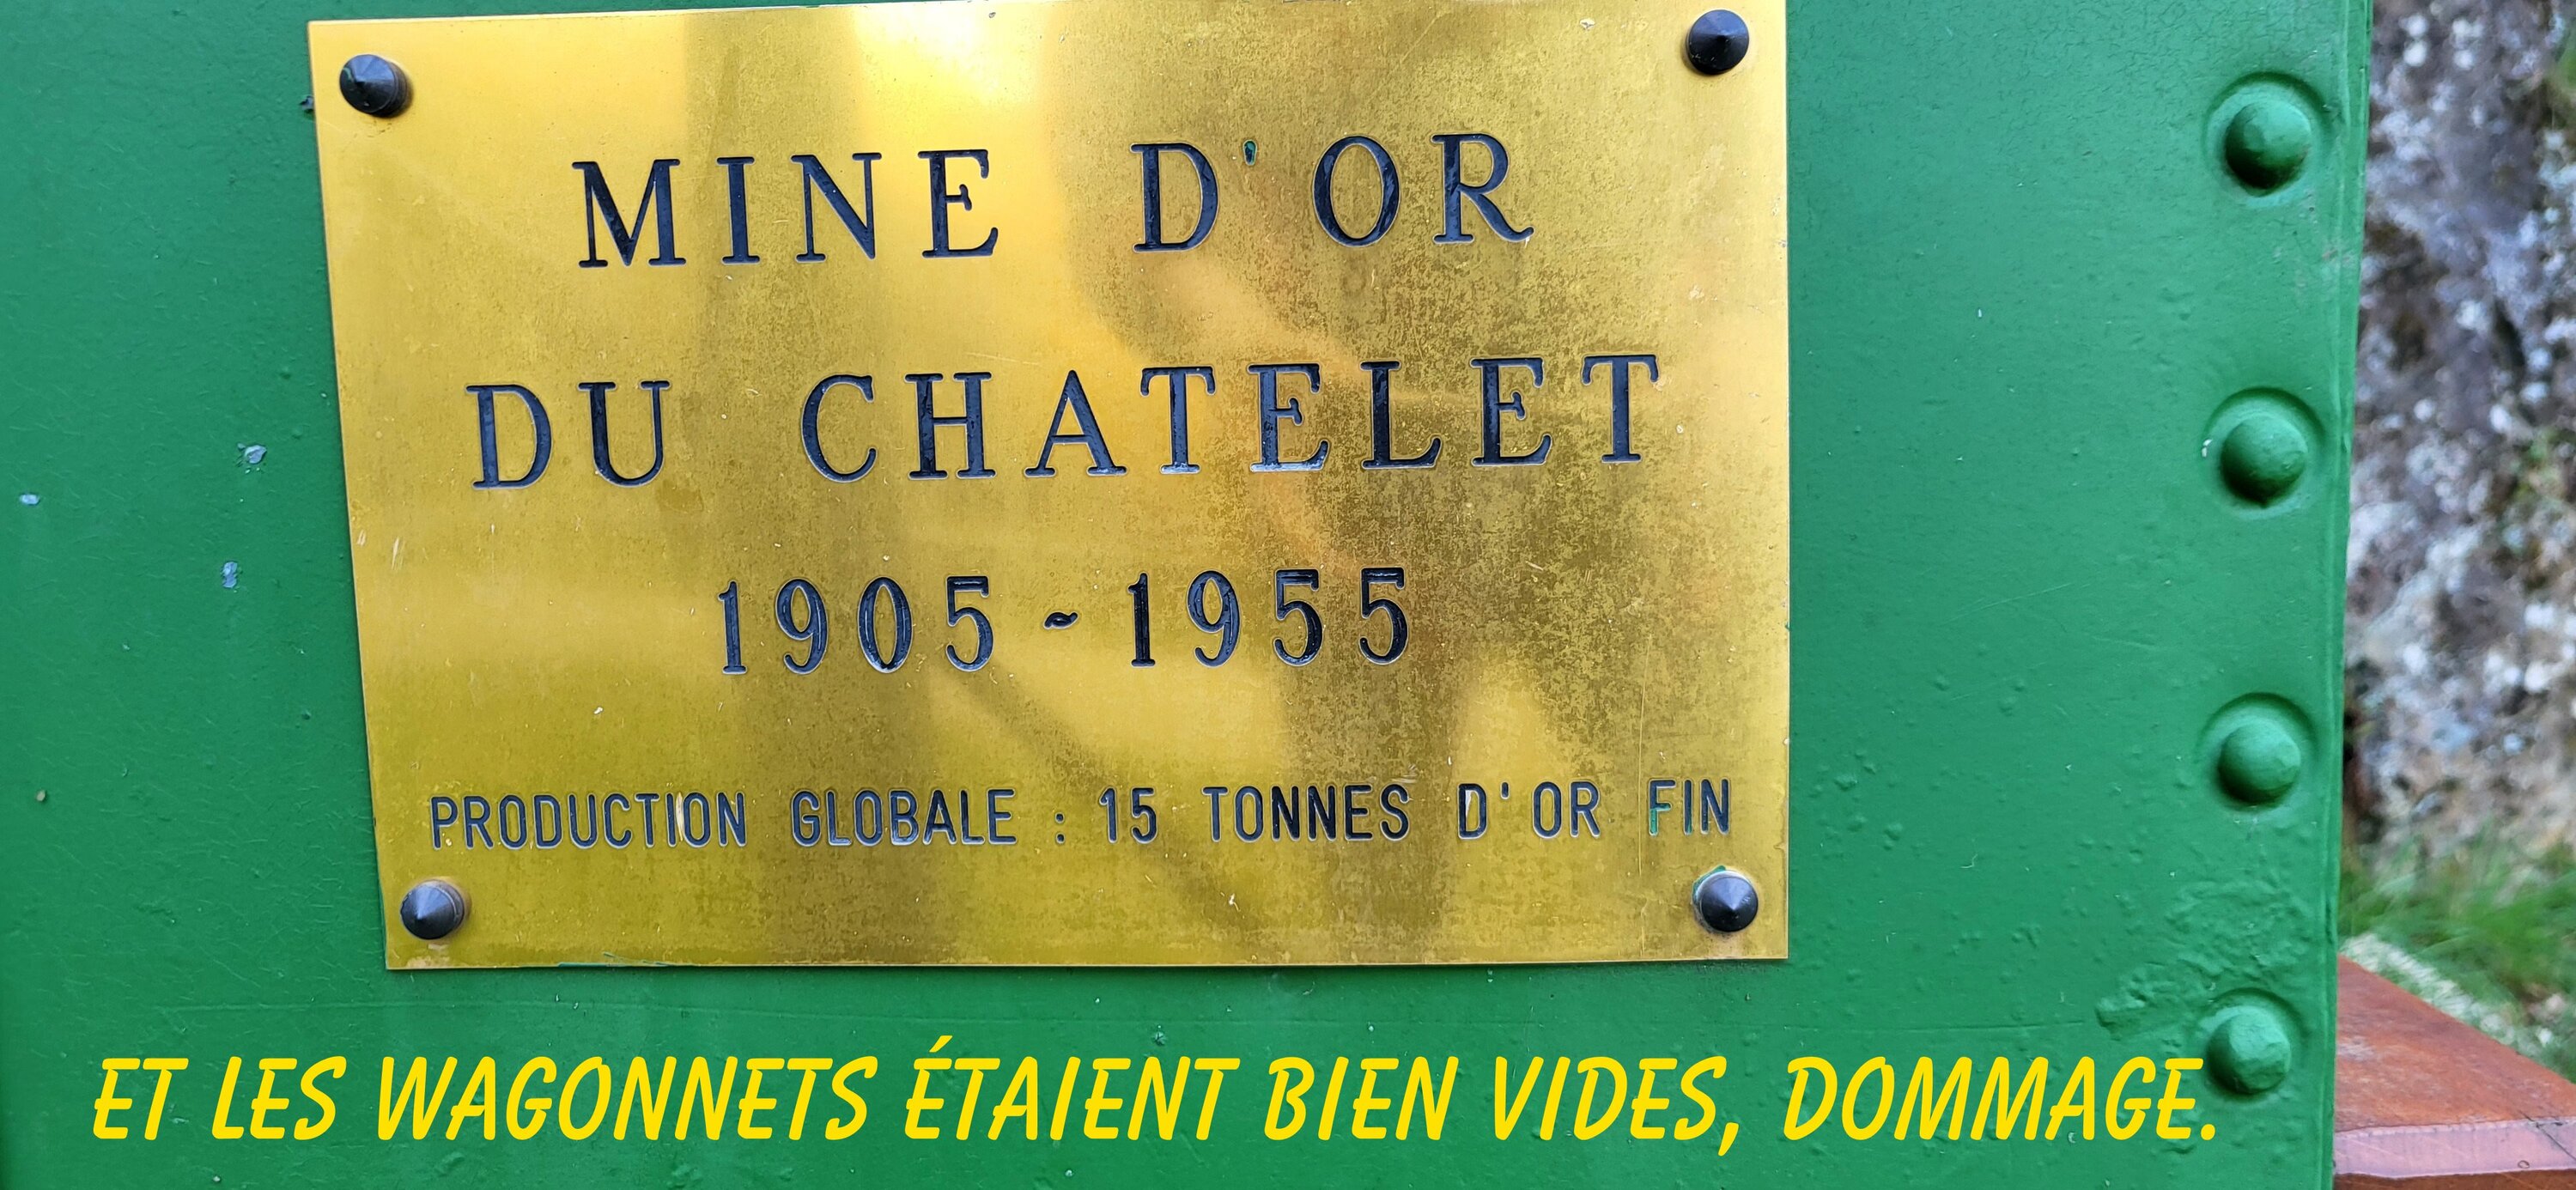 MINE D'OR
DU CHATELET
1905~1955
PRODUCTION GLOBALE : 15 TONNES D'OR FIN
ET LES WAGONNETS ÉTAIENT BIEN VIDES, DOMMAGE.